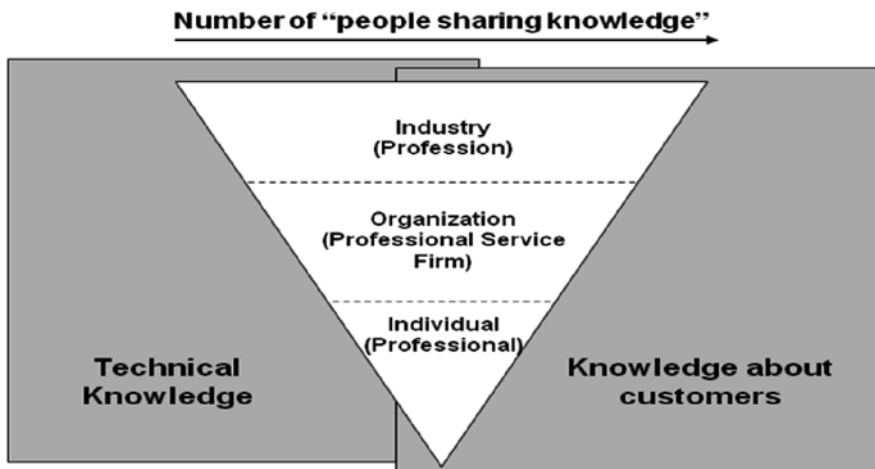 Number of “people sharing knowledge”
Industry
(Profession)
Organization
(Professional Service
Firm)
Individual
(Professional)
Technical
Knowledge
Knowledge about
customers